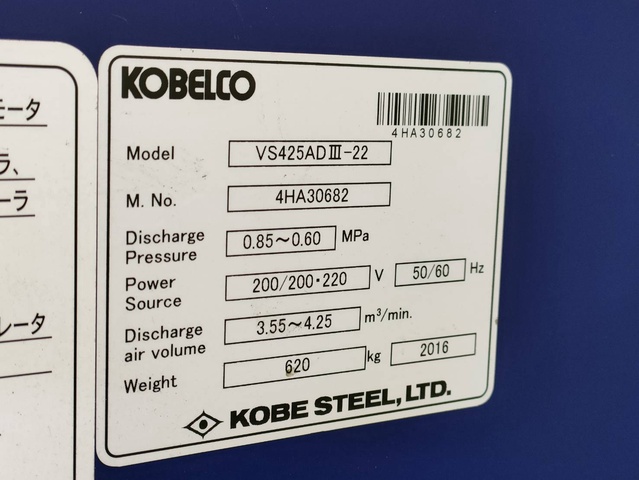 モータ
ラ、
ーラ
レータ
KOBELCO
4HA30682
Model VS425ADⅢ-22
M. No. 4HA30682
Discharge Pressure 0.85～0.60 MPa
Power Source 200/200・220 V 50/60 Hz
Discharge air volume 3.55～4.25 m³/min.
Weight 620 kg 2016
KOBE STEEL, LTD.